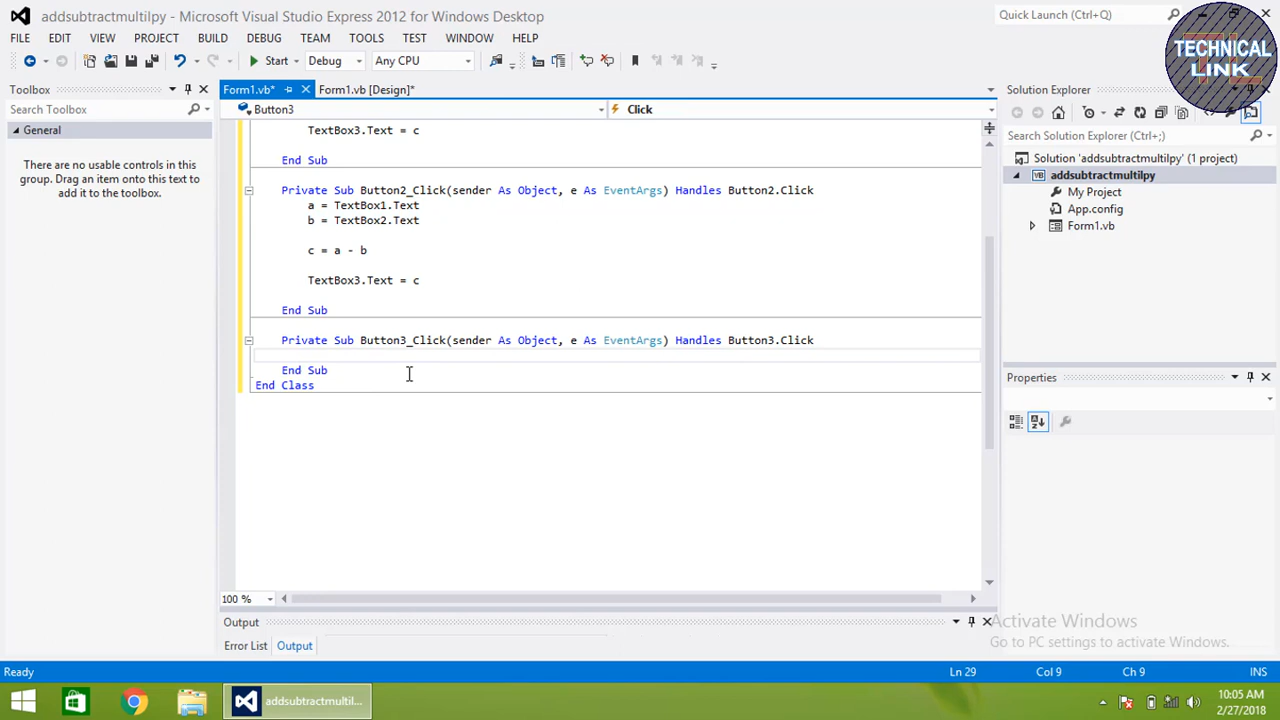 addsubtractmultilpy - Microsoft Visual Studio Express 2012 for Windows Desktop
Quick Launch (Ctrl+Q)
FILE EDIT VIEW PROJECT BUILD DEBUG TEAM TOOLS TEST WINDOW HELP
TECHNICAL
LINK
Start Debug Any CPU
Toolbox
Form1.vb* Form1.vb [Design]*
Solution Explorer
Search Toolbox
Button3 Click
General
There are no usable controls in this
group. Drag an item onto this text to
add it to the toolbox.
TextBox3.Text = c
End Sub
Private Sub Button2_Click(sender As Object, e As EventArgs) Handles Button2.Click
a = TextBox1.Text
b = TextBox2.Text
c = a - b
TextBox3.Text = c
End Sub
Private Sub Button3_Click(sender As Object, e As EventArgs) Handles Button3.Click
End Sub
End Class
100 %
Output
Error List Output
Search Solution Explorer (Ctrl+;)
Solution 'addsubtractmultilpy' (1 project)
VB addsubtractmultilpy
My Project
App.config
Form1.vb
Properties
Activate Windows
Go to PC settings to activate Windows.
Ready Ln 29 Col 9 Ch 9 INS
addsubtractmultil...
10:05 AM
2/27/2018